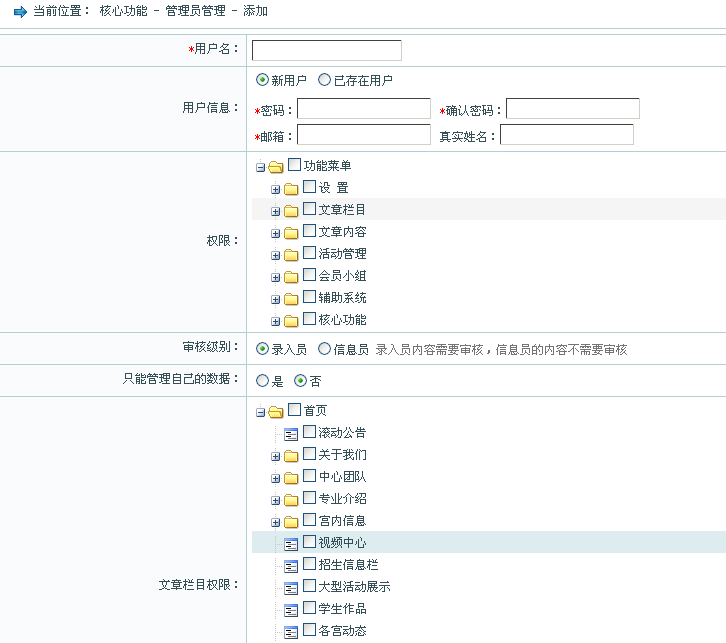 当前位置： 核心功能 - 管理员管理 - 添加
*用户名：
用户信息： 新用户 已存在用户
*密码： *确认密码：
*邮箱： 真实姓名：
权限：
功能菜单
设 置
文章栏目
文章内容
活动管理
会员小组
辅助系统
核心功能
审核级别： 录入员 信息员 录入员内容需要审核，信息员的内容不需要审核
只能管理自己的数据： 是 否
文章栏目权限：
首页
滚动公告
关于我们
中心团队
专业介绍
宫内信息
视频中心
招生信息栏
大型活动展示
学生作品
各宫动态